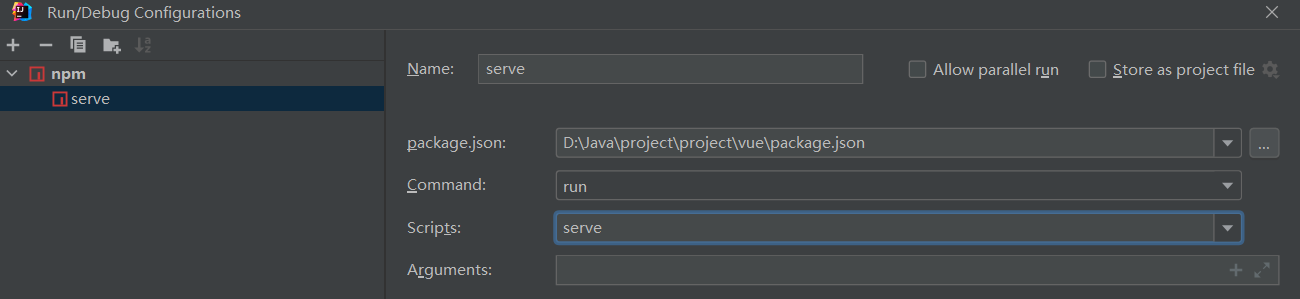 Run/Debug Configurations
npm
serve
Name: serve Allow parallel run Store as project file
package.json: D:\Java\project\project\vue\package.json ...
Command: run
Scripts: serve
Arguments: